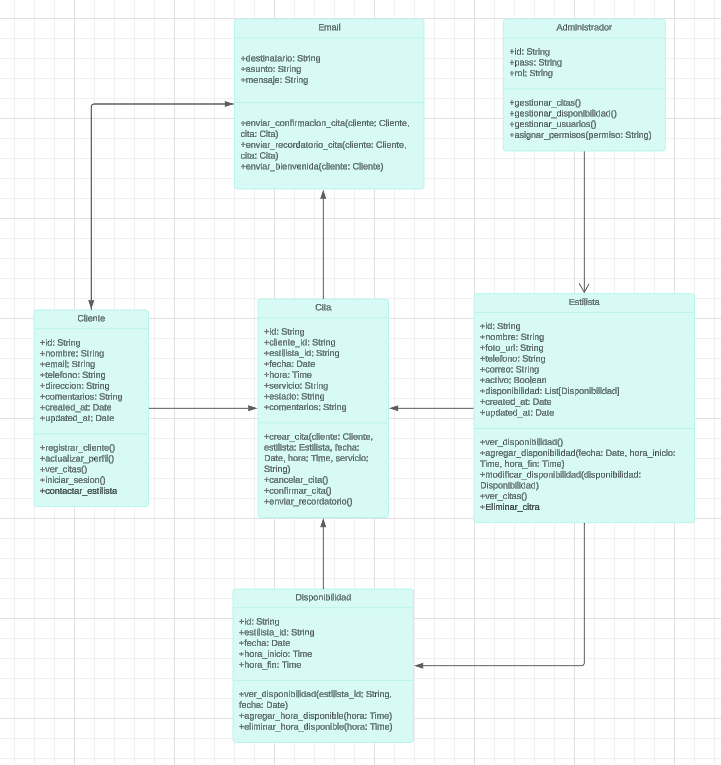 Email
+destinatario: String
+asunto: String
+mensaje: String
+enviar_confirmacion_cita(cliente: Cliente,
cita: Cita)
+enviar_recordatorio_cita(cliente: Cliente,
cita: Cita)
+enviar_bienvenida(cliente: Cliente)
Administrador
+id: String
+pass: String
+rol: String
+gestionar_citas()
+gestionar_disponibilidad()
+gestionar_usuarios()
+asignar_permisos(permiso: String)
Cliente
+id: String
+nombre: String
+email: String
+telefono: String
+direccion: String
+comentarios: String
+created_at: Date
+updated_at: Date
+registrar_cliente()
+actualizar_perfil()
+ver_citas()
+iniciar_sesion()
+contactar_estilista
Cita
+id: String
+cliente_id: String
+estilista_id: String
+fecha: Date
+hora: Time
+servicio: String
+estado: String
+comentarios: String
+crear_cita(cliente: Cliente,
estilista: Estilista, fecha:
Date, hora: Time, servicio:
String)
+cancelar_cita()
+confirmar_cita()
+enviar_recordatorio()
Estilista
+id: String
+nombre: String
+foto_url: String
+telefono: String
+correo: String
+activo: Boolean
+disponibilidad: List[Disponibilidad]
+created_at: Date
+updated_at: Date
+ver_disponibilidad()
+agregar_disponibilidad(fecha: Date, hora_inicio:
Time, hora_fin: Time)
+modificar_disponibilidad(disponibilidad:
Disponibilidad)
+ver_citas()
+Eliminar_citra
Disponibilidad
+id: String
+estilista_id: String
+fecha: Date
+hora_inicio: Time
+hora_fin: Time
+ver_disponibilidad(estilista_id: String,
fecha: Date)
+agregar_hora_disponible(hora: Time)
+eliminar_hora_disponible(hora: Time)